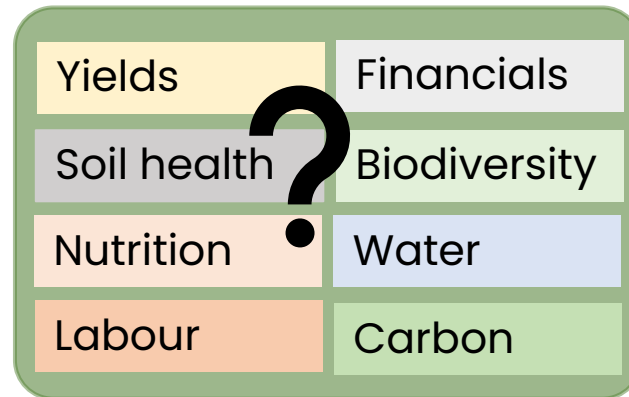 Yields
Financials
Soil health
Biodiversity
Nutrition
Water
Labour
Carbon
?